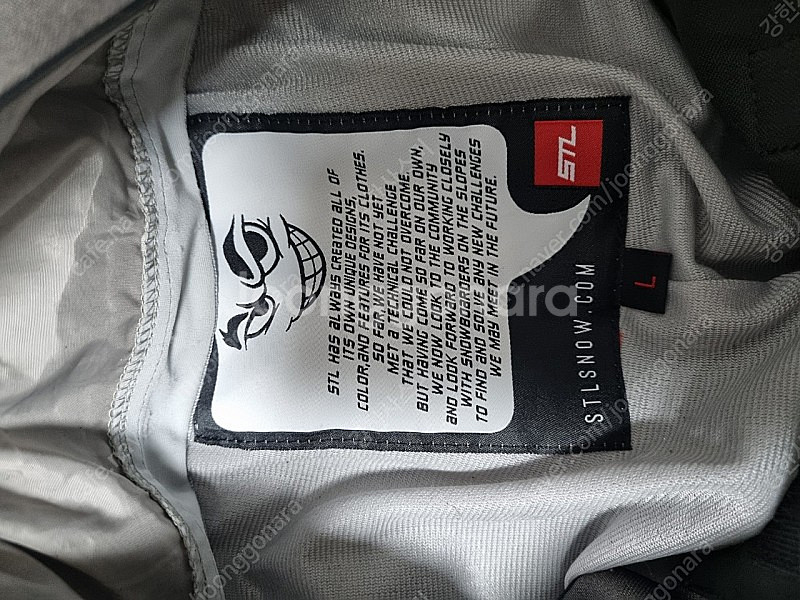 STL HAS ALWAYS CREATED ALL OF
ITS OWN UNIQUE DESIGNS,
COLOR,AND FEATURES FOR ITS CLOTHES.
SO FAR,WE HAVE NOT YET
MET A TECHNICAL CHALLENGE
THAT WE COULD NOT OVERCOME.
BUT HAVING COME SO FAR ON OUR OWN,
WE NOW LOOK TO THE COMMUNITY
AND LOOK FORWARD TO WORKING CLOSELY
WITH SNOWBOARDERS ON THE SLOPES
TO FIND AND SOLVE ANS NEW CHALLENGES
WE MAY MEET IN THE FUTURE.
STL
STLSNOW.COM
L
joonggonara